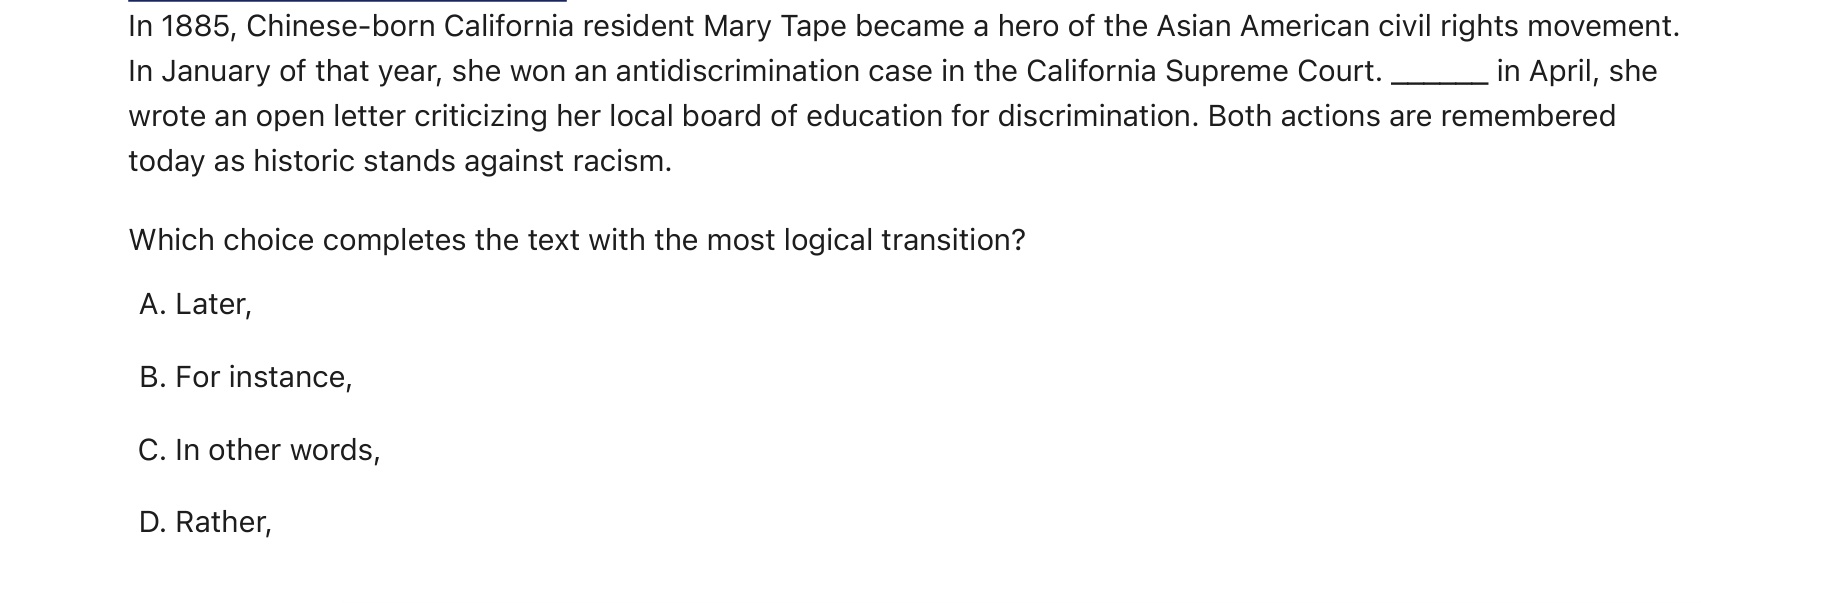 In 1885, Chinese-born California resident Mary Tape became a hero of the Asian American civil rights movement.
In January of that year, she won an antidiscrimination case in the California Supreme Court. ______ in April, she
wrote an open letter criticizing her local board of education for discrimination. Both actions are remembered
today as historic stands against racism.
Which choice completes the text with the most logical transition?
A. Later,
B. For instance,
C. In other words,
D. Rather,